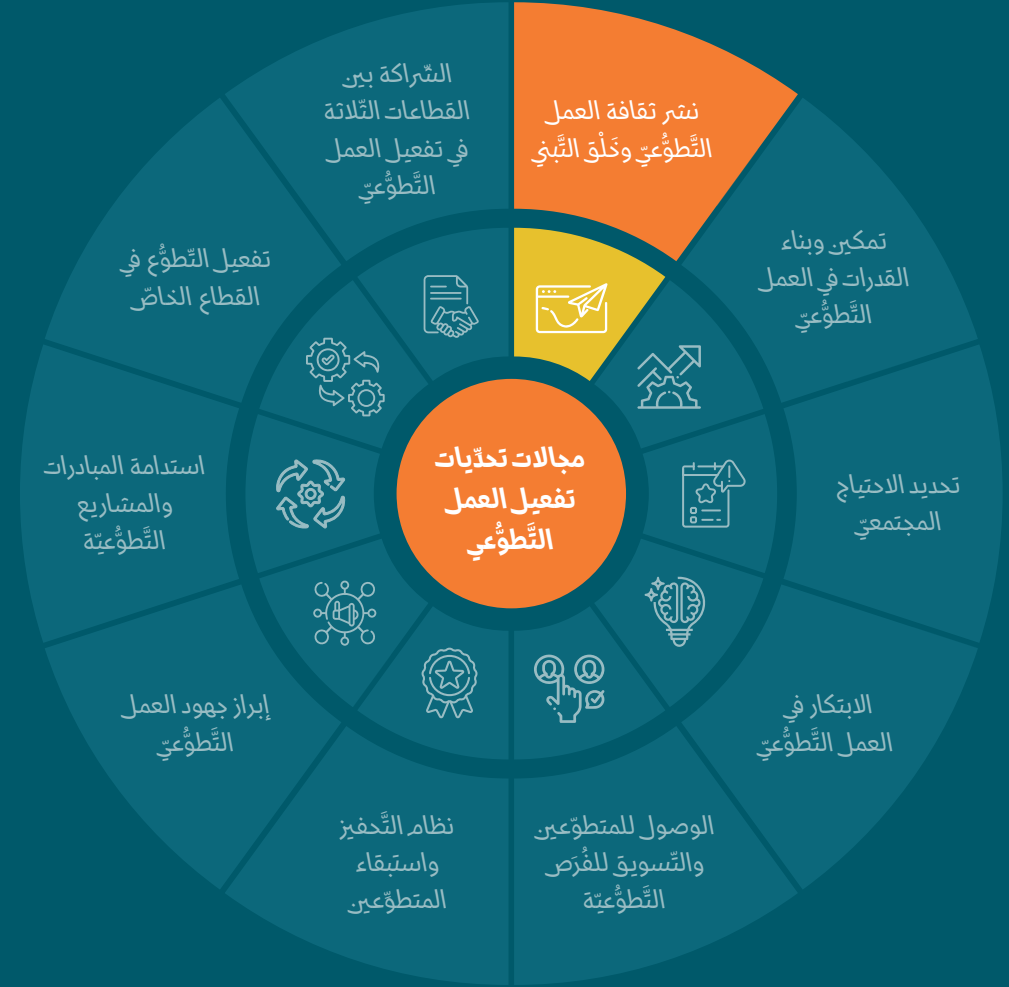 مجالات تحدِّيات
تفعيل العمل
التَّطوُّعي
نشر ثقافة العمل
التَّطوُّعيّ وخَلْق التَّبني
تمكين وبناء
القدرات في العمل
التَّطوُّعيّ
تحديد الاحتياج
المجتمعيّ
الابتكار في
العمل التَّطوُّعيّ
الوصول للمتطوّعين
والتّسويق للفُرَص
التَّطوُّعيّة
نظام التَّحفيز
واستبقاء
المتطوّعين
إبراز جهود العمل
التَّطوُّعيّ
استدامة المبادرات
والمشاريع
التَّطوُّعيّة
تفعيل التّطوُّع في
القطاع الخاصّ
الشّراكة بين
القطاعات الثّلاثة
في تفعيل العمل
التَّطوُّعيّ